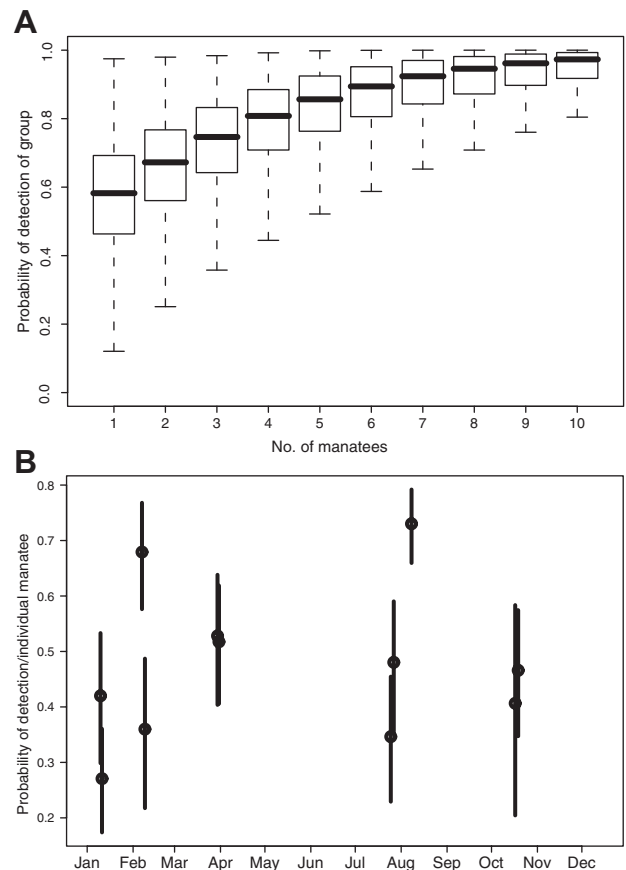 A
Probability of detection of group
1.0
0.8
0.6
0.4
0.2
0.0
1 2 3 4 5 6 7 8 9 10
No. of manatees
B
Probability of detection/individual manatee
0.8
0.7
0.6
0.5
0.4
0.3
0.2
Jan Feb Mar Apr May Jun Jul Aug Sep Oct Nov Dec